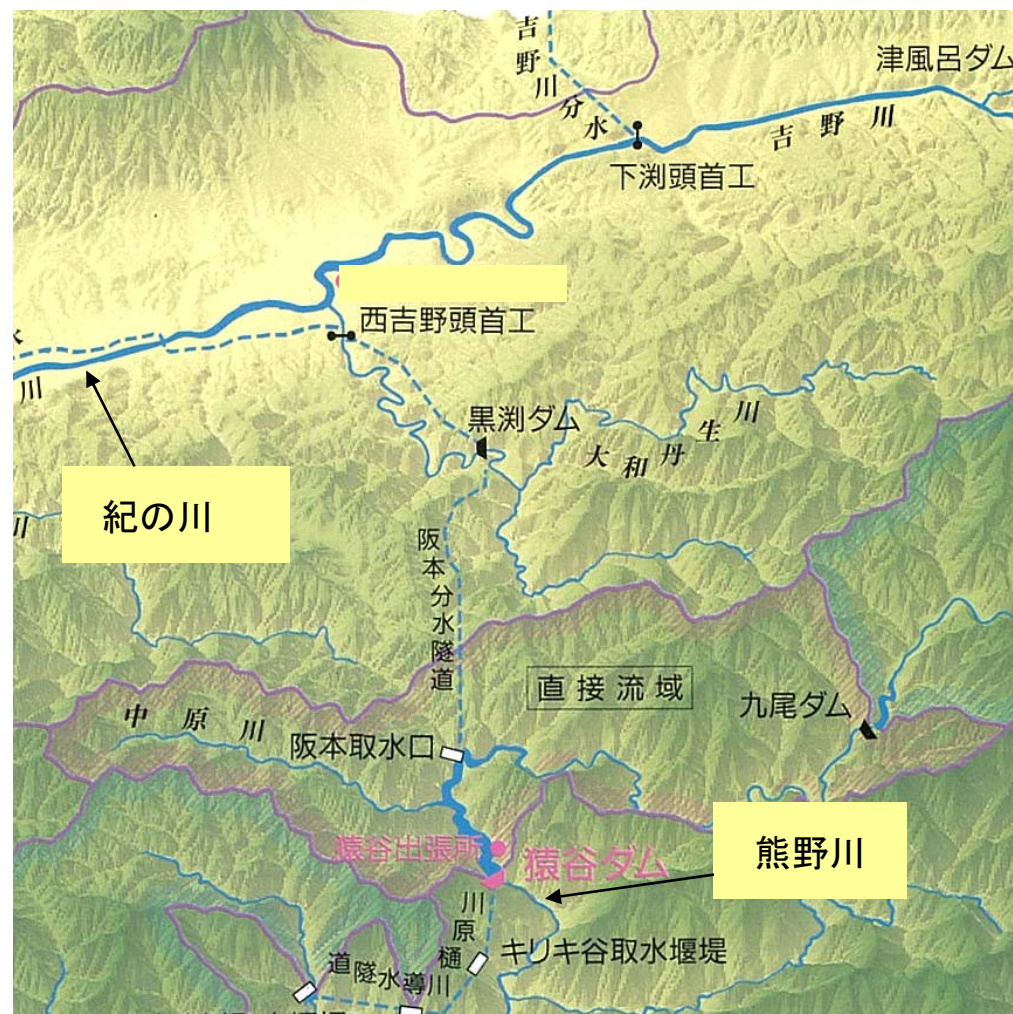 吉野川分水
津風呂ダム
吉野川
下渕頭首工
西吉野頭首工
川
紀の川
黒渕ダム
大和丹生川
川
阪本分水隧道
直接流域
九尾ダム
中原川
阪本取水口
猿谷出張所
猿谷ダム
熊野川
川原樋川導水隧道
キリキ谷取水堰堤